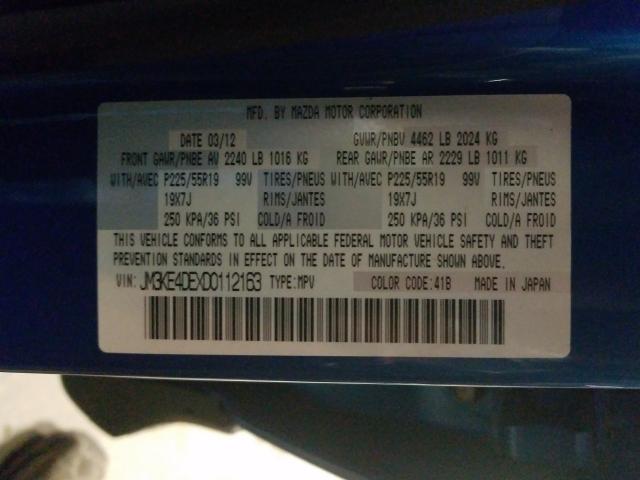 MFD. BY MAZDA MOTOR CORPORATION
DATE 03/12 GVWR/PNBV 4462 LB 2024 KG
FRONT GAWR/PNBE AV 2240 LB 1016 KG REAR GAWR/PNBE AR 2229 LB 1011 KG
WITH/AVEC P225/55R19 99V TIRES/PNEUS WITH/AVEC P225/55R19 99V TIRES/PNEUS
19X7J RIMS/JANTES 19X7J RIMS/JANTES
250 KPA/36 PSI COLD/A FROID 250 KPA/36 PSI COLD/A FROID
THIS VEHICLE CONFORMS TO ALL APPLICABLE FEDERAL MOTOR VEHICLE SAFETY AND THEFT
PREVENTION STANDARDS IN EFFECT ON THE DATE OF MANUFACTURE SHOWN ABOVE.
VIN: JM3KE4DEXD0112163 TYPE:MPV COLOR CODE:41B MADE IN JAPAN